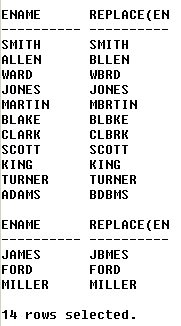 ENAME REPLACE(EN
---------- ----------
SMITH SMITH
ALLEN BLLEN
WARD WBRD
JONES JONES
MARTIN MBRTIN
BLAKE BLBKE
CLARK CLBRK
SCOTT SCOTT
KING KING
TURNER TURNER
ADAMS BDBMS
ENAME REPLACE(EN
---------- ----------
JAMES JBMES
FORD FORD
MILLER MILLER
14 rows selected.